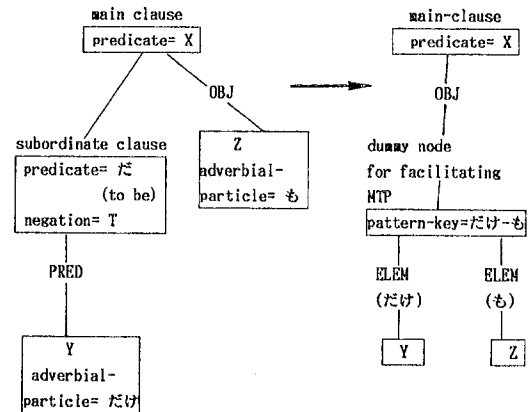 main clause
predicate= X
OBJ
subordinate clause
predicate= だ
(to be)
negation= T
Z
adverbial-
particle= も
PRED
Y
adverbial-
particle= だけ
main-clause
predicate= X
OBJ
dummy node
for facilitating
MTP
pattern-key=だけ-も
ELEM
(だけ)
ELEM
(も)
Y
Z